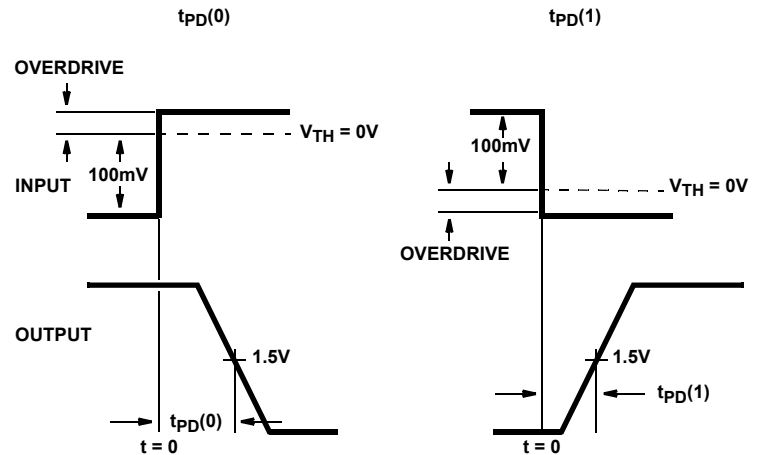 tPD(0)
OVERDRIVE
VTH = 0V
100mV
INPUT
OUTPUT
1.5V
tPD(0)
t = 0
tPD(1)
100mV
VTH = 0V
OVERDRIVE
1.5V
tPD(1)
t = 0